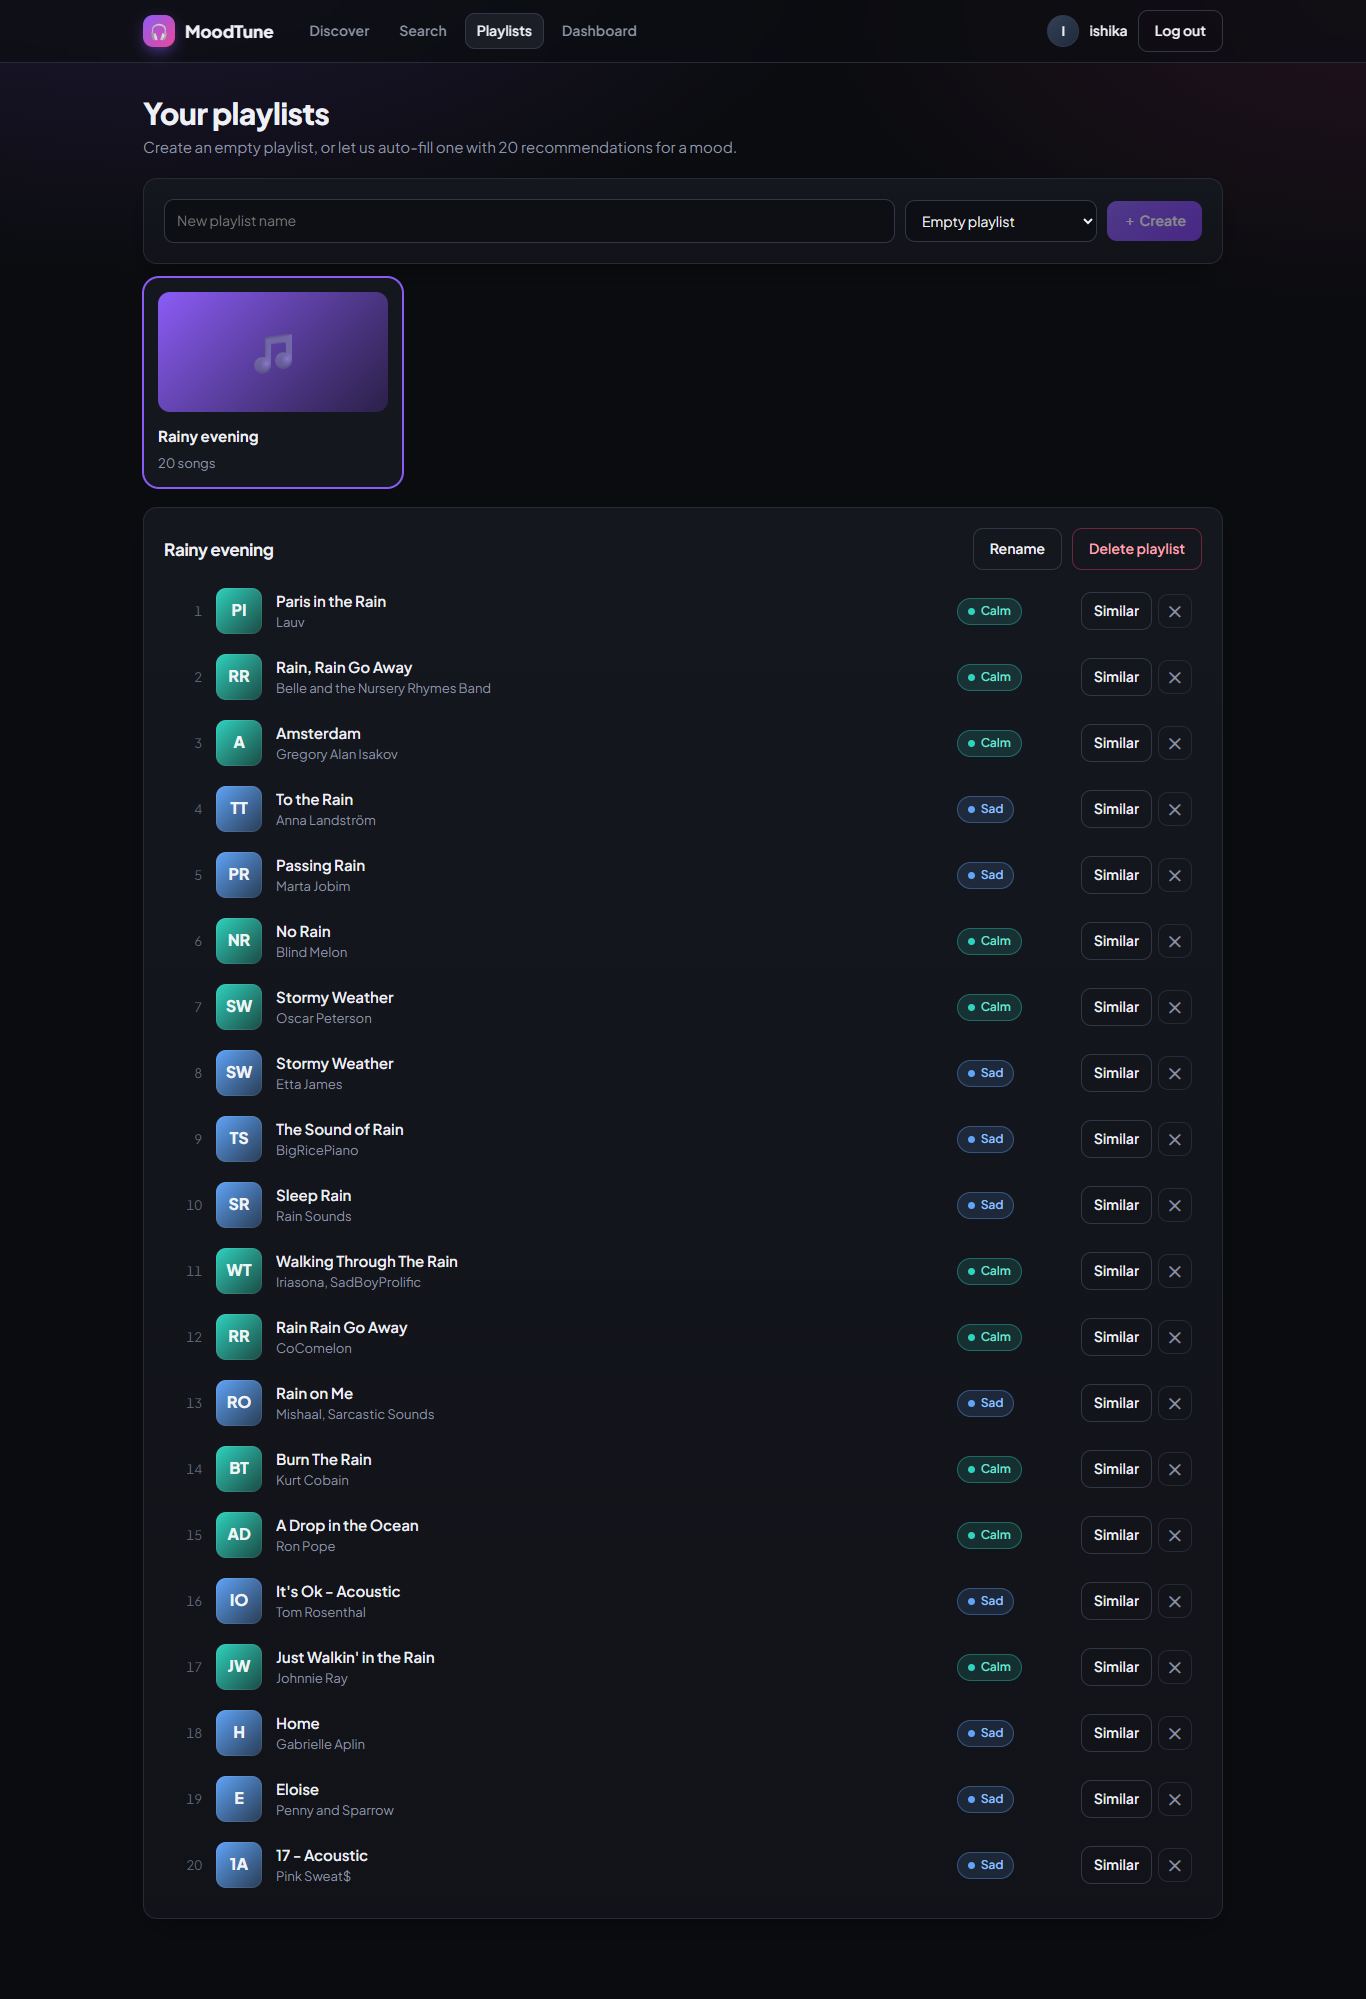 MoodTune Discover Search Playlists Dashboard I ishika Log out
Your playlists
Create an empty playlist, or let us auto-fill one with 20 recommendations for a mood.
New playlist name Empty playlist + Create
Rainy evening
20 songs
Rainy evening Rename Delete playlist
1 PI Paris in the Rain Calm Similar ×
Lauv
2 RR Rain, Rain Go Away Calm Similar ×
Belle and the Nursery Rhymes Band
3 A Amsterdam Calm Similar ×
Gregory Alan Isakov
4 TT To the Rain Sad Similar ×
Anna Landström
5 PR Passing Rain Sad Similar ×
Marta Jobim
6 NR No Rain Calm Similar ×
Blind Melon
7 SW Stormy Weather Calm Similar ×
Oscar Peterson
8 SW Stormy Weather Sad Similar ×
Etta James
9 TS The Sound of Rain Sad Similar ×
BigRicePiano
10 SR Sleep Rain Sad Similar ×
Rain Sounds
11 WT Walking Through The Rain Calm Similar ×
Iriasona, SadBoyProlific
12 RR Rain Rain Go Away Calm Similar ×
CoComelon
13 RO Rain on Me Sad Similar ×
Mishaal, Sarcastic Sounds
14 BT Burn The Rain Calm Similar ×
Kurt Cobain
15 AD A Drop in the Ocean Calm Similar ×
Ron Pope
16 IO It's Ok - Acoustic Sad Similar ×
Tom Rosenthal
17 JW Just Walkin' in the Rain Calm Similar ×
Johnnie Ray
18 H Home Sad Similar ×
Gabrielle Aplin
19 E Eloise Sad Similar ×
Penny and Sparrow
20 1A 17 - Acoustic Sad Similar ×
Pink Sweat$